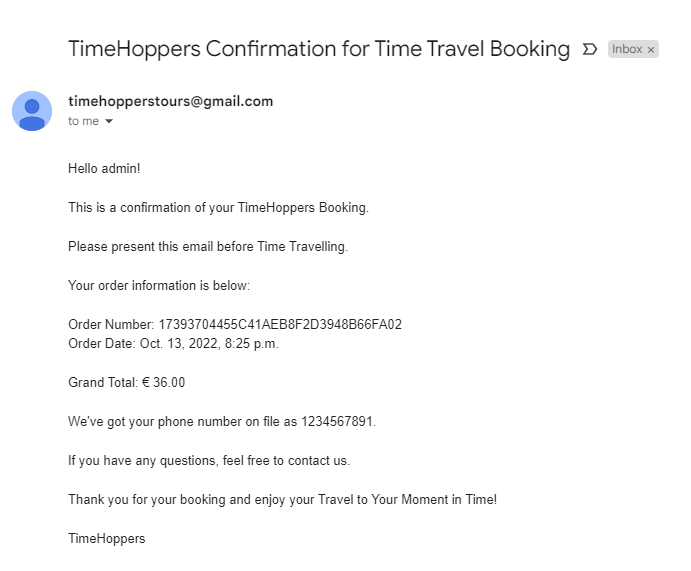 TimeHoppers Confirmation for Time Travel Booking Inbox ×
timehopperstours@gmail.com
to me
Hello admin!
This is a confirmation of your TimeHoppers Booking.
Please present this email before Time Travelling.
Your order information is below:
Order Number: 17393704455C41AEB8F2D3948B66FA02
Order Date: Oct. 13, 2022, 8:25 p.m.
Grand Total: € 36.00
We've got your phone number on file as 1234567891.
If you have any questions, feel free to contact us.
Thank you for your booking and enjoy your Travel to Your Moment in Time!
TimeHoppers